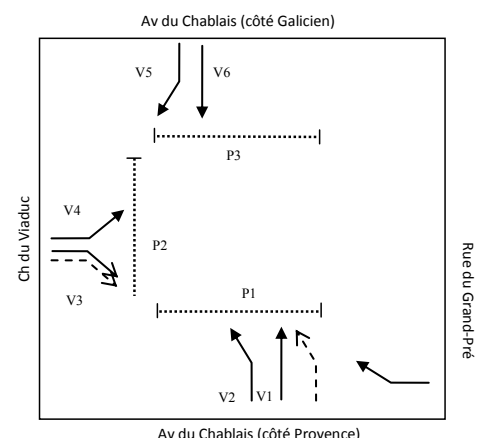 Av du Chablais (côté Galicien)
V5
V6
P3
V4
Ch du Viaduc
P2
Rue du Grand-Pré
V3
P1
V2
V1
Av du Chablais (côté Provence)